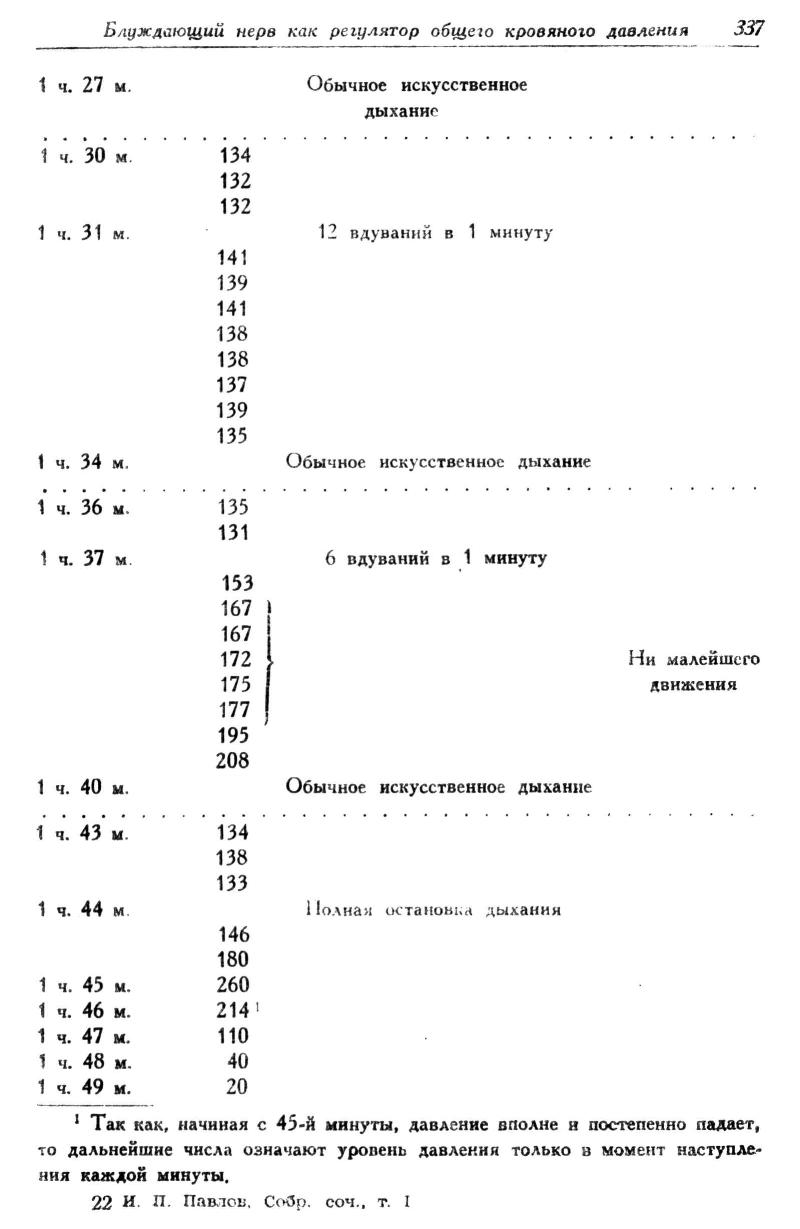 Блуждающий нерв как регулятор общего кровяного давления 337
1 ч. 27 м. Обычное искусственное
дыхание
1 ч. 30 м. 134
132
132
1 ч. 31 м. 12 вдуваний в 1 минуту
141
139
141
138
138
137
139
135
1 ч. 34 м. Обычное искусственное дыхание
1 ч. 36 м. 135
131
1 ч. 37 м. 6 вдуваний в 1 минуту
153
167
167
172 Ни малейшего
175 движения
177
195
208
1 ч. 40 м. Обычное искусственное дыхание
1 ч. 43 м. 134
138
133
1 ч. 44 м. Полная остановка дыхания
146
180
1 ч. 45 м. 260
1 ч. 46 м. 214 ¹
1 ч. 47 м. 110
1 ч. 48 м. 40
1 ч. 49 м. 20
¹ Так как, начиная с 45-й минуты, давление вполне и постепенно падает,
то дальнейшие числа означают уровень давления только в момент наступле-
ния каждой минуты.
22 И. П. Павлов, Собр. соч., т. I